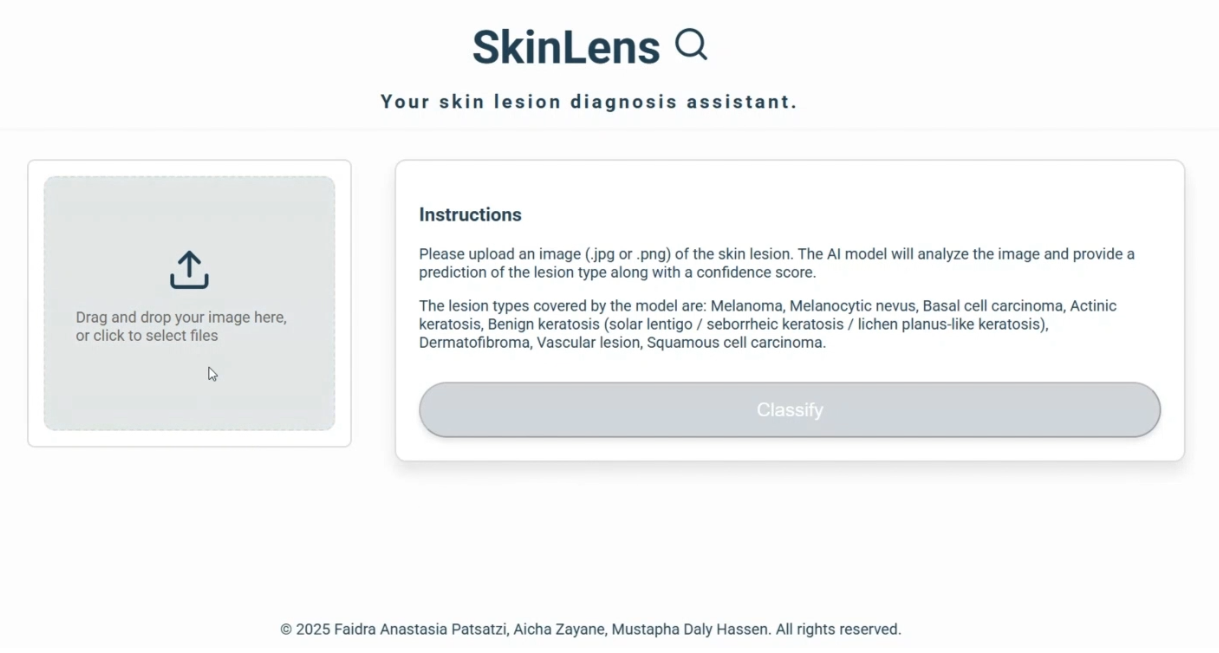 SkinLens
Your skin lesion diagnosis assistant.
Drag and drop your image here,
or click to select files
Instructions
Please upload an image (.jpg or .png) of the skin lesion. The AI model will analyze the image and provide a
prediction of the lesion type along with a confidence score.
The lesion types covered by the model are: Melanoma, Melanocytic nevus, Basal cell carcinoma, Actinic
keratosis, Benign keratosis (solar lentigo / seborrheic keratosis / lichen planus-like keratosis),
Dermatofibroma, Vascular lesion, Squamous cell carcinoma.
Classify
© 2025 Faidra Anastasia Patsatzi, Aicha Zayane, Mustapha Daly Hassen. All rights reserved.